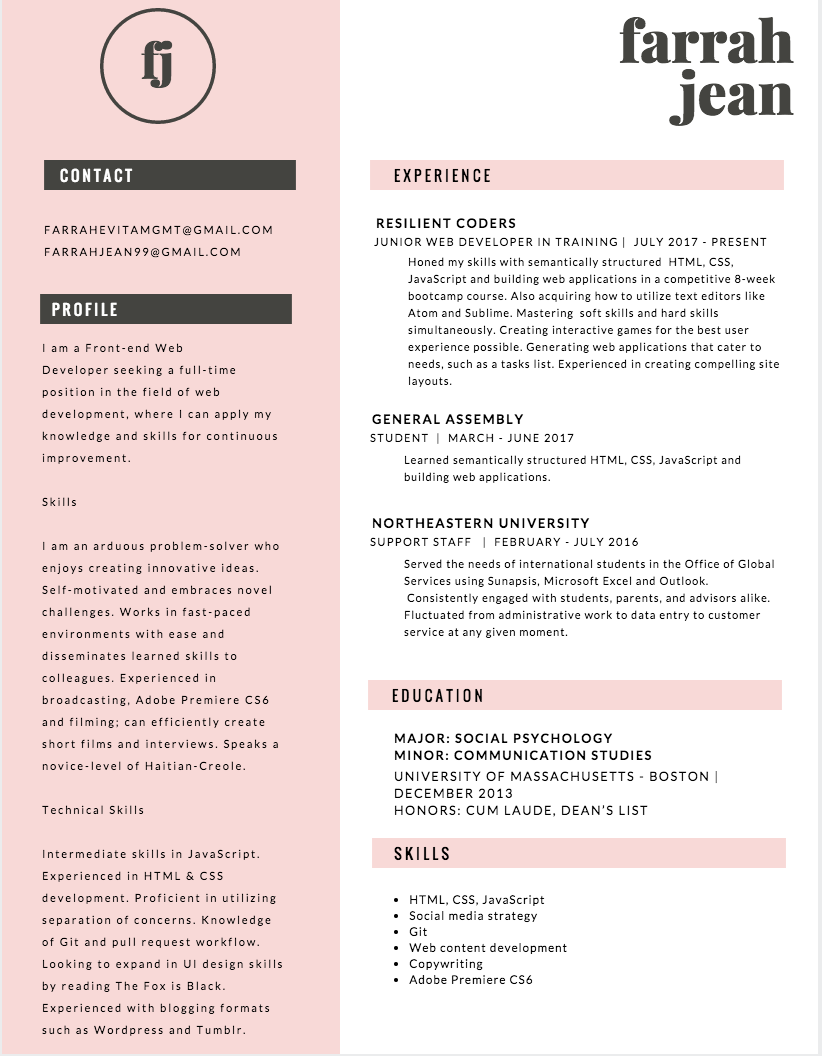 fj
farrah
jean
CONTACT
FARRAHEVITAMGMT@GMAIL.COM
FARRAHJEAN99@GMAIL.COM
PROFILE
I am a Front-end Web
Developer seeking a full-time
position in the field of web
development, where I can apply my
knowledge and skills for continuous
improvement.
Skills
I am an arduous problem-solver who
enjoys creating innovative ideas.
Self-motivated and embraces novel
challenges. Works in fast-paced
environments with ease and
disseminates learned skills to
colleagues. Experienced in
broadcasting, Adobe Premiere CS6
and filming; can efficiently create
short films and interviews. Speaks a
novice-level of Haitian-Creole.
Technical Skills
Intermediate skills in JavaScript.
Experienced in HTML & CSS
development. Proficient in utilizing
separation of concerns. Knowledge
of Git and pull request workflow.
Looking to expand in UI design skills
by reading The Fox is Black.
Experienced with blogging formats
such as Wordpress and Tumblr.
EXPERIENCE
RESILIENT CODERS
JUNIOR WEB DEVELOPER IN TRAINING | JULY 2017 - PRESENT
Honed my skills with semantically structured HTML, CSS,
JavaScript and building web applications in a competitive 8-week
bootcamp course. Also acquiring how to utilize text editors like
Atom and Sublime. Mastering soft skills and hard skills
simultaneously. Creating interactive games for the best user
experience possible. Generating web applications that cater to
needs, such as a tasks list. Experienced in creating compelling site
layouts.
GENERAL ASSEMBLY
STUDENT | MARCH - JUNE 2017
Learned semantically structured HTML, CSS, JavaScript and
building web applications.
NORTHEASTERN UNIVERSITY
SUPPORT STAFF | FEBRUARY - JULY 2016
Served the needs of international students in the Office of Global
Services using Sunapsis, Microsoft Excel and Outlook.
Consistently engaged with students, parents, and advisors alike.
Fluctuated from administrative work to data entry to customer
service at any given moment.
EDUCATION
MAJOR: SOCIAL PSYCHOLOGY
MINOR: COMMUNICATION STUDIES
UNIVERSITY OF MASSACHUSETTS - BOSTON |
DECEMBER 2013
HONORS: CUM LAUDE, DEAN'S LIST
SKILLS
• HTML, CSS, JavaScript
• Social media strategy
• Git
• Web content development
• Copywriting
• Adobe Premiere CS6